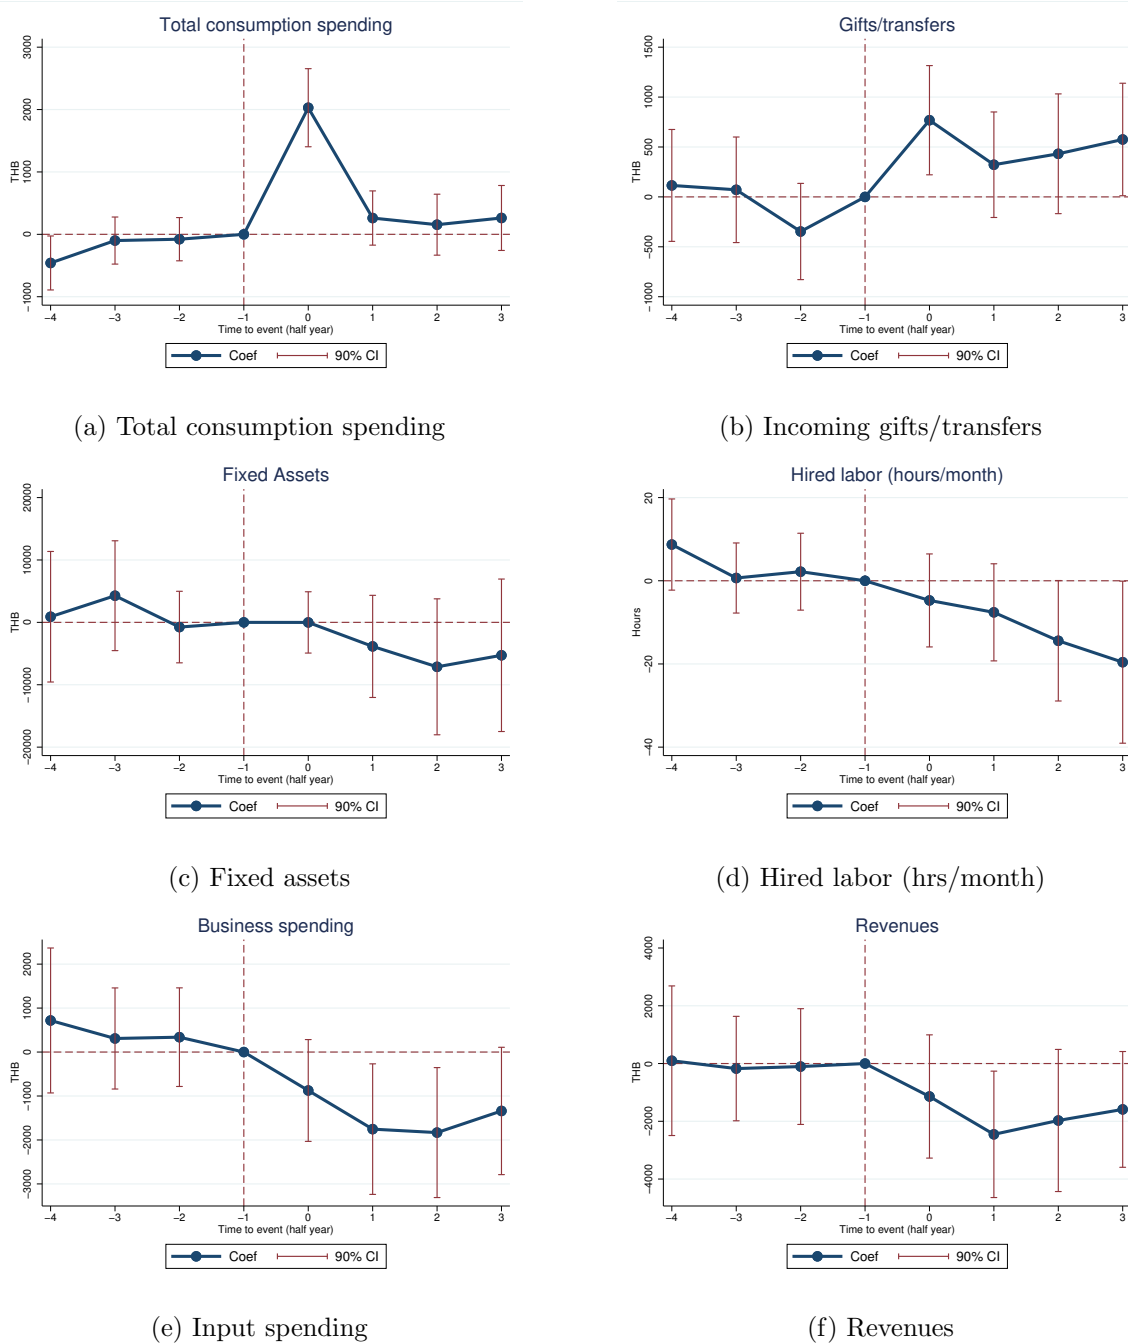 Total consumption spending
3000
2000
1000
0
−1000
THB
−4 −3 −2 −1 0 1 2 3
Time to event (half year)
Coef 90% CI
(a) Total consumption spending
Gifts/transfers
1500
1000
500
0
−500
−1000
THB
−4 −3 −2 −1 0 1 2 3
Time to event (half year)
Coef 90% CI
(b) Incoming gifts/transfers
Fixed Assets
20000
10000
0
−10000
−20000
THB
−4 −3 −2 −1 0 1 2 3
Time to event (half year)
Coef 90% CI
(c) Fixed assets
Hired labor (hours/month)
20
0
−20
−40
Hours
−4 −3 −2 −1 0 1 2 3
Time to event (half year)
Coef 90% CI
(d) Hired labor (hrs/month)
Business spending
2000
1000
0
−1000
−2000
−3000
THB
−4 −3 −2 −1 0 1 2 3
Time to event (half year)
Coef 90% CI
(e) Input spending
Revenues
4000
2000
0
−2000
−4000
THB
−4 −3 −2 −1 0 1 2 3
Time to event (half year)
Coef 90% CI
(f) Revenues